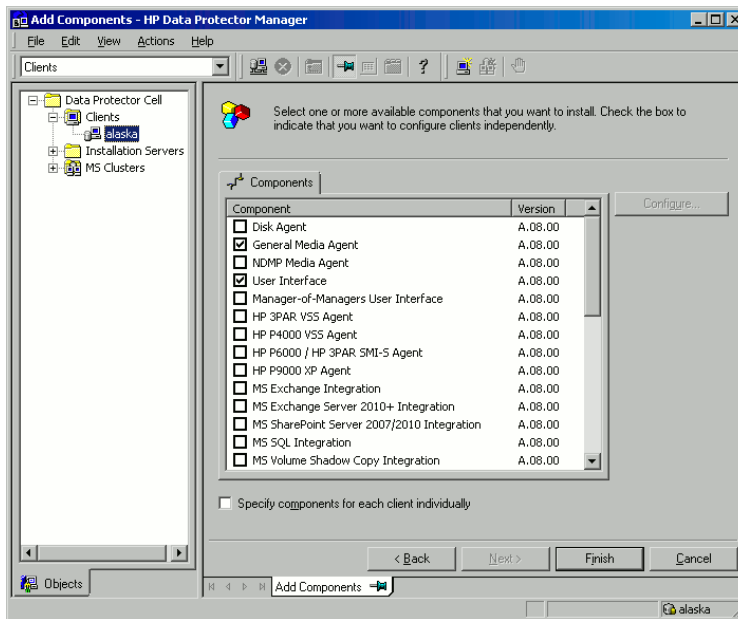 Add Components - HP Data Protector Manager
File Edit View Actions Help
Clients
Data Protector Cell
Clients
alaska
Installation Servers
MS Clusters
Select one or more available components that you want to install. Check the box to
indicate that you want to configure clients independently.
Components
Configure...
Component Version
Disk Agent A.08.00
General Media Agent A.08.00
NDMP Media Agent A.08.00
User Interface A.08.00
Manager-of-Managers User Interface A.08.00
HP 3PAR VSS Agent A.08.00
HP P4000 VSS Agent A.08.00
HP P6000 / HP 3PAR SMI-S Agent A.08.00
HP P9000 XP Agent A.08.00
MS Exchange Integration A.08.00
MS Exchange Server 2010+ Integration A.08.00
MS SharePoint Server 2007/2010 Integration A.08.00
MS SQL Integration A.08.00
MS Volume Shadow Copy Integration A.08.00
Specify components for each client individually
< Back Next > Finish Cancel
Objects
Add Components
alaska